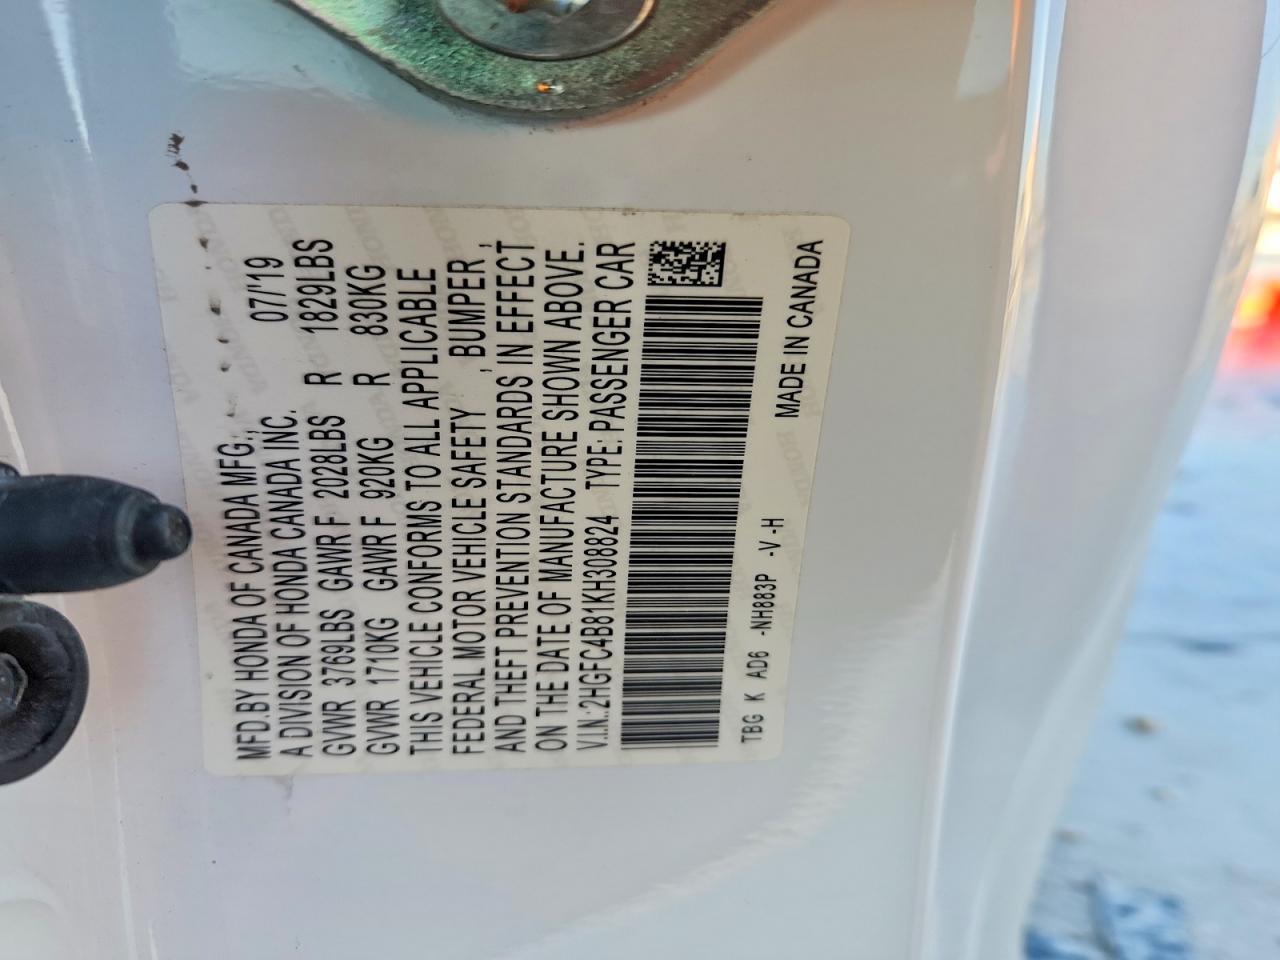 MFD.BY HONDA OF CANADA MFG., 07/'19
A DIVISION OF HONDA CANADA INC.
GVWR 3769LBS GAWR F 2028LBS R 1829LBS
GVWR 1710KG GAWR F 920KG R 830KG
THIS VEHICLE CONFORMS TO ALL APPLICABLE
FEDERAL MOTOR VEHICLE SAFETY , BUMPER ,
AND THEFT PREVENTION STANDARDS IN EFFECT
ON THE DATE OF MANUFACTURE SHOWN ABOVE.
V.I.N.:2HGFC4B81KH308824 TYPE: PASSENGER CAR
TBG K AD6 -NH883P -V -H MADE IN CANADA